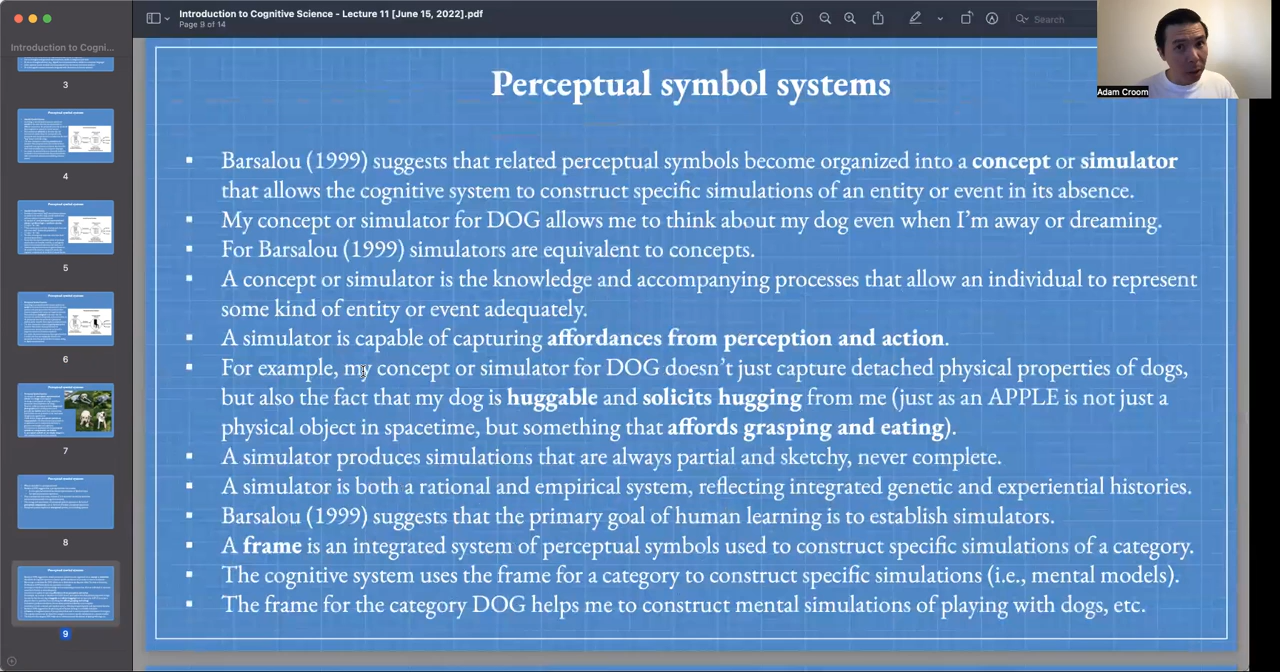 Introduction to Cognitive Science - Lecture 11 [June 15, 2022].pdf
Page 9 of 14
Search
Introduction to Cogni...
3
4
5
6
7
8
9
Adam Croom
Perceptual symbol systems
▪ Barsalou (1999) suggests that related perceptual symbols become organized into a concept or simulator
that allows the cognitive system to construct specific simulations of an entity or event in its absence.
▪ My concept or simulator for DOG allows me to think about my dog even when I'm away or dreaming.
▪ For Barsalou (1999) simulators are equivalent to concepts.
▪ A concept or simulator is the knowledge and accompanying processes that allow an individual to represent
some kind of entity or event adequately.
▪ A simulator is capable of capturing affordances from perception and action.
▪ For example, my concept or simulator for DOG doesn't just capture detached physical properties of dogs,
but also the fact that my dog is huggable and solicits hugging from me (just as an APPLE is not just a
physical object in spacetime, but something that affords grasping and eating).
▪ A simulator produces simulations that are always partial and sketchy, never complete.
▪ A simulator is both a rational and empirical system, reflecting integrated genetic and experiential histories.
▪ Barsalou (1999) suggests that the primary goal of human learning is to establish simulators.
▪ A frame is an integrated system of perceptual symbols used to construct specific simulations of a category.
▪ The cognitive system uses the frame for a category to construct specific simulations (i.e., mental models).
▪ The frame for the category DOG helps me to construct mental simulations of playing with dogs, etc.